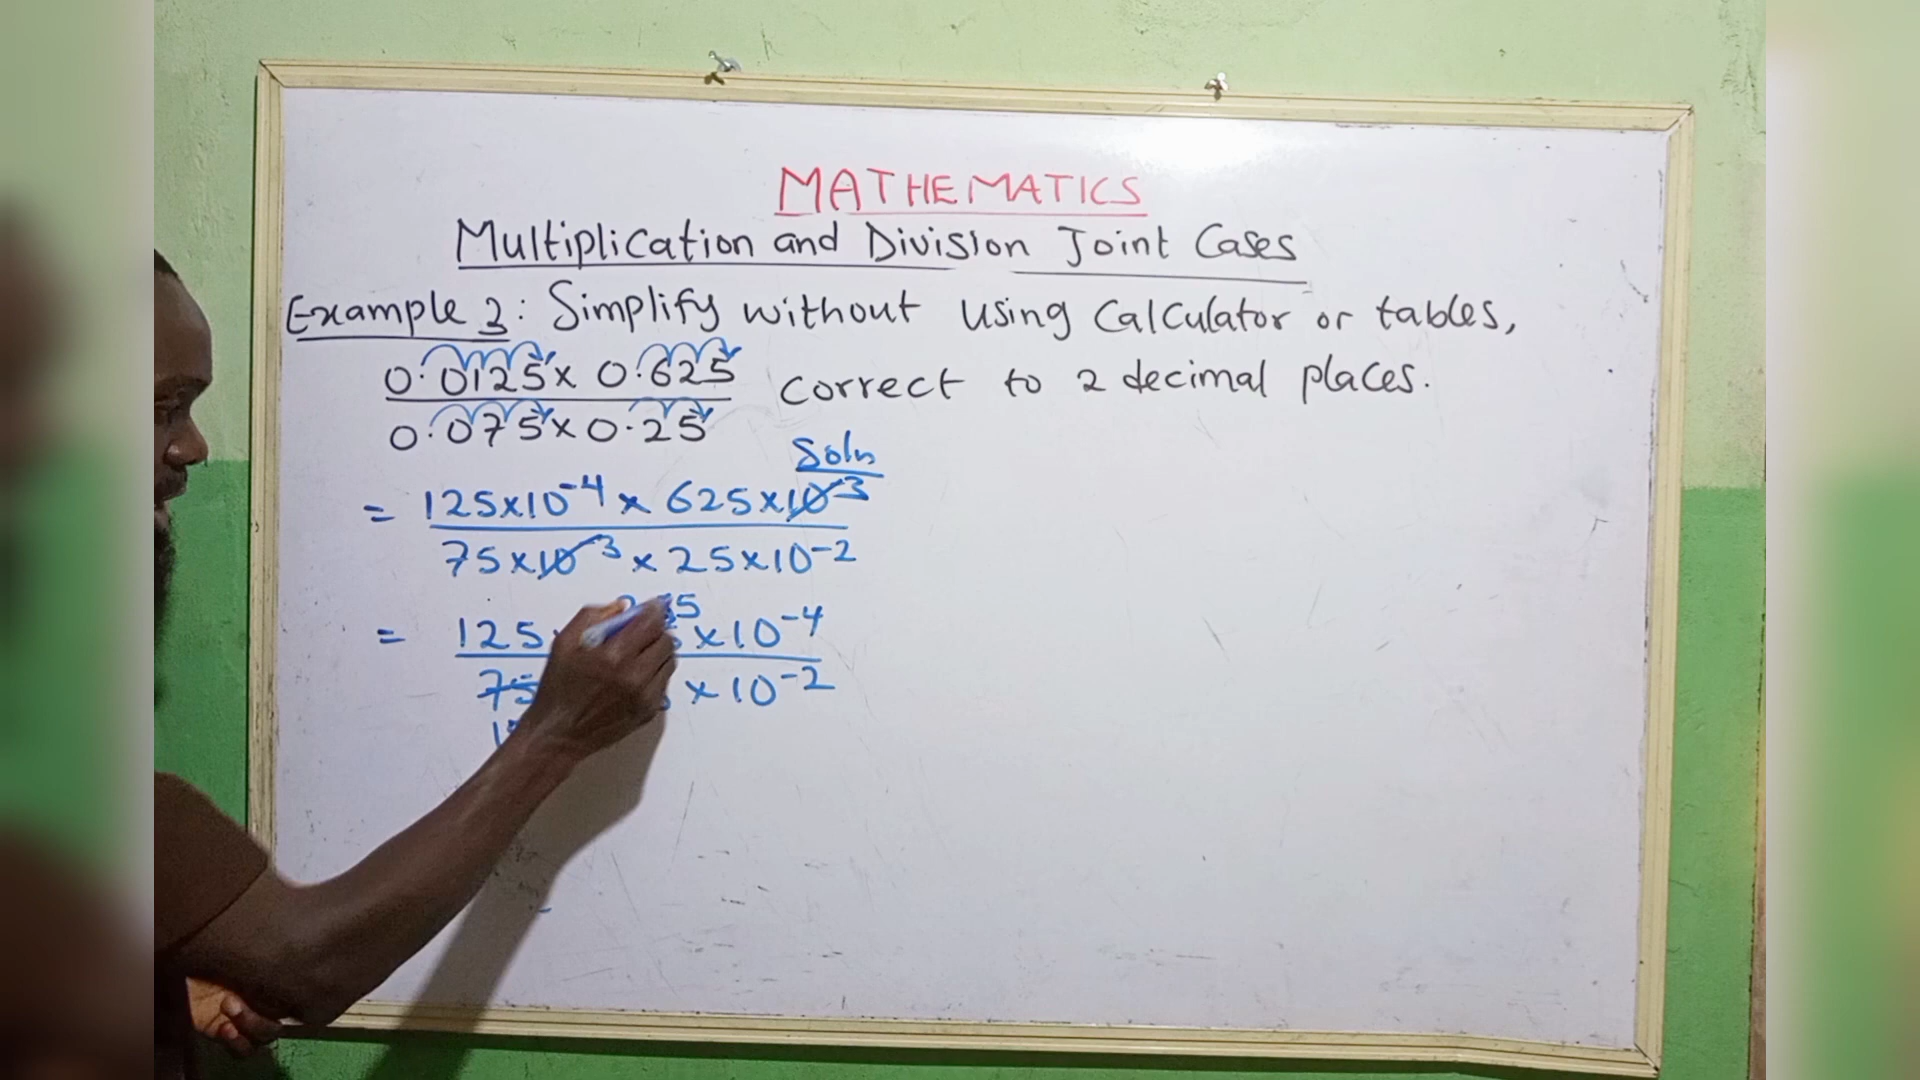 MATHEMATICS
Multiplication and Division Joint Cases
Example 3: Simplify without using Calculator or tables,
0.0125 x 0.625
0.075 x 0.25
correct to 2 decimal places.
Soln
= 125x10⁻⁴ x 625x10⁻³
75x10⁻³ x 25x10⁻²
= 125 x10⁻⁴
75 x10⁻²